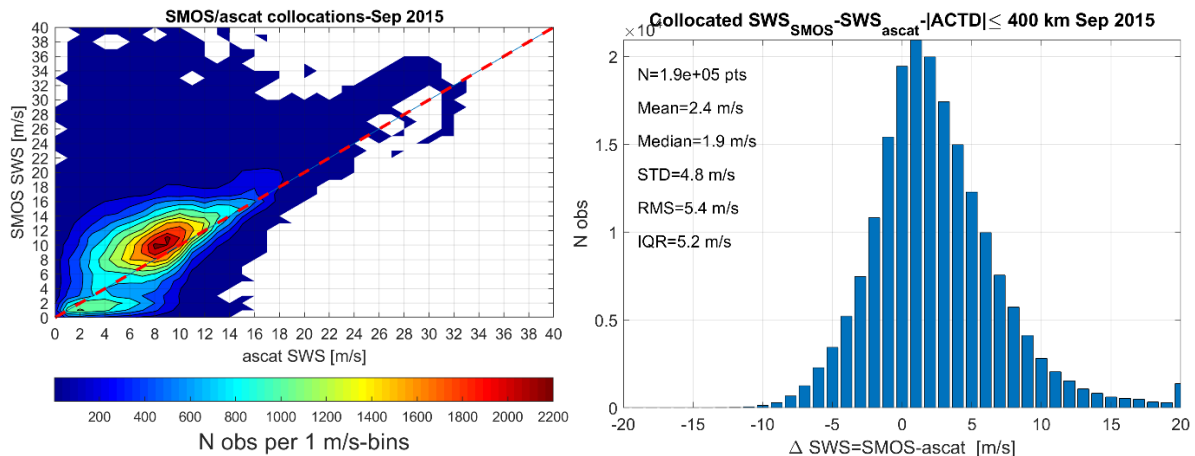 SMOS/ascat collocations-Sep 2015
SMOS SWS [m/s]
40
38
36
34
32
30
28
26
24
22
20
18
16
14
12
10
8
6
4
2
0
0 2 4 6 8 10 12 14 16 18 20 22 24 26 28 30 32 34 36 38 40
ascat SWS [m/s]
200 400 600 800 1000 1200 1400 1600 1800 2000 2200
N obs per 1 m/s-bins
Collocated SWS_SMOS-SWS_ascat-|ACTD|≤ 400 km Sep 2015
×10⁴
N obs
2
1.5
1
0.5
0
N=1.9e+05 pts
Mean=2.4 m/s
Median=1.9 m/s
STD=4.8 m/s
RMS=5.4 m/s
IQR=5.2 m/s
-20 -15 -10 -5 0 5 10 15 20
Δ SWS=SMOS-ascat [m/s]